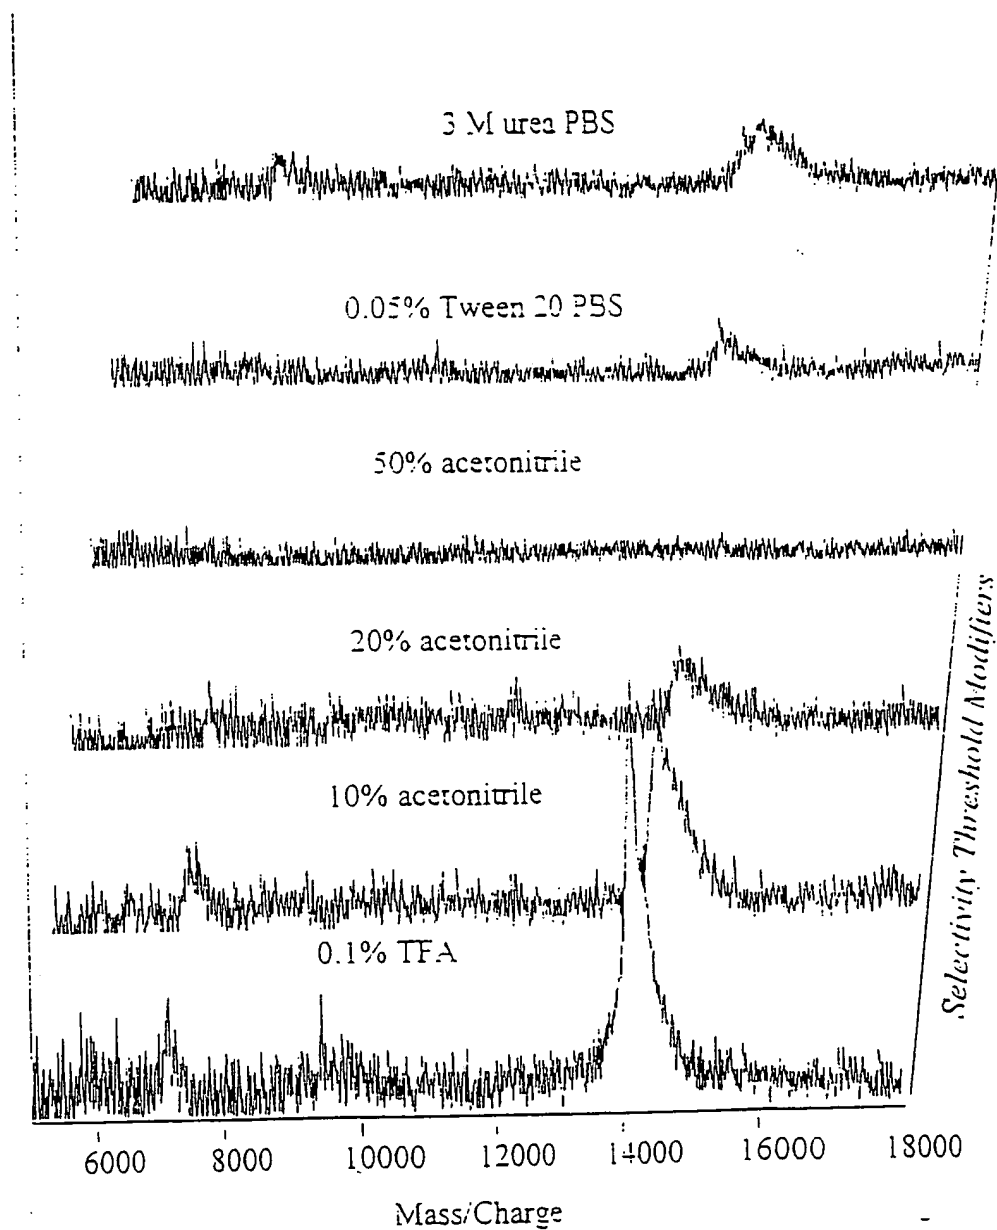 3 M urea PBS
0.05% Tween 20 PBS
50% acetonitrile
20% acetonitrile
10% acetonitrile
0.1% TFA
Selectivity Threshold Modifiers
6000 8000 10000 12000 14000 16000 18000
Mass/Charge